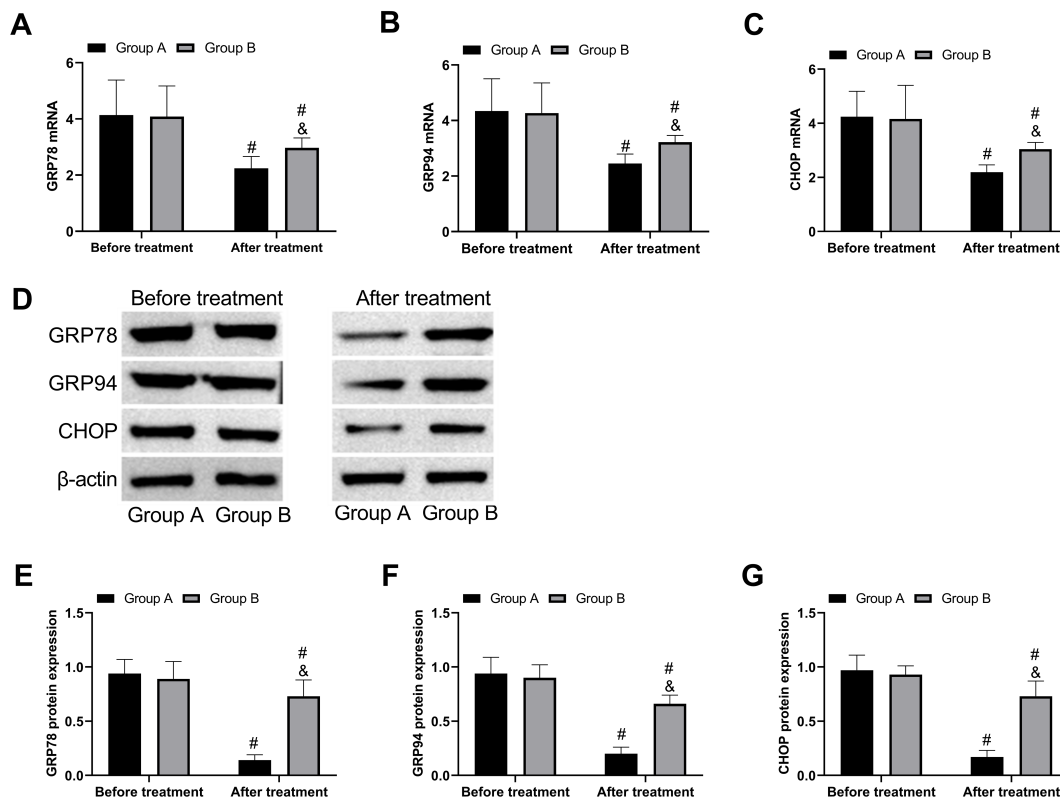 A
Group A Group B
GRP78 mRNA
6
4
2
0
#
#
&
Before treatment After treatment
B
Group A Group B
GRP94 mRNA
6
4
2
0
#
#
&
Before treatment After treatment
C
Group A Group B
CHOP mRNA
6
4
2
0
#
#
&
Before treatment After treatment
D
Before treatment After treatment
GRP78
GRP94
CHOP
β-actin
Group A Group B Group A Group B
E
Group A Group B
GRP78 protein expression
1.5
1.0
0.5
0.0
#
#
&
Before treatment After treatment
F
Group A Group B
GRP94 protein expression
1.5
1.0
0.5
0.0
#
#
&
Before treatment After treatment
G
Group A Group B
CHOP protein expression
1.5
1.0
0.5
0.0
#
#
&
Before treatment After treatment